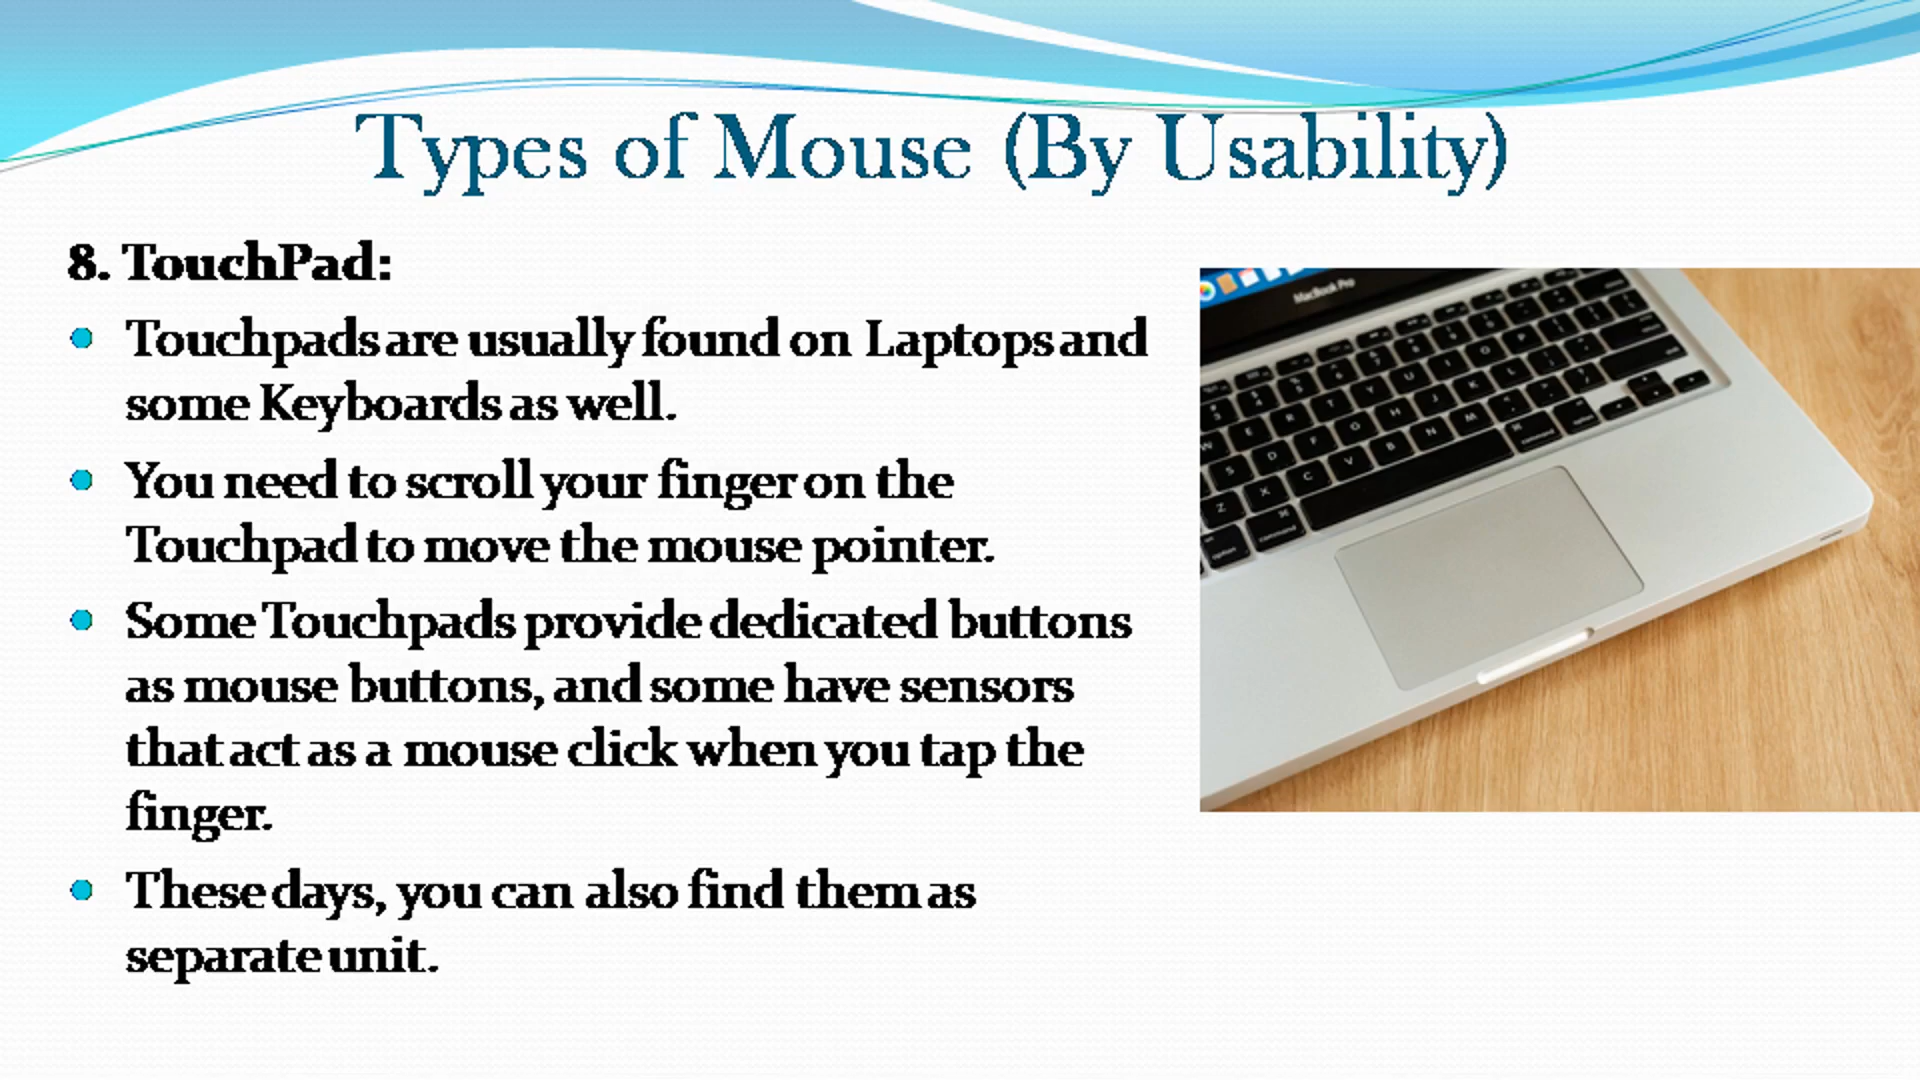 Types of Mouse (By Usability)
8. TouchPad:
Touchpads are usually found on Laptops and
some Keyboards as well.
You need to scroll your finger on the
Touchpad to move the mouse pointer.
Some Touchpads provide dedicated buttons
as mouse buttons, and some have sensors
that act as a mouse click when you tap the
finger.
These days, you can also find them as
separate unit.
MacBook Pro